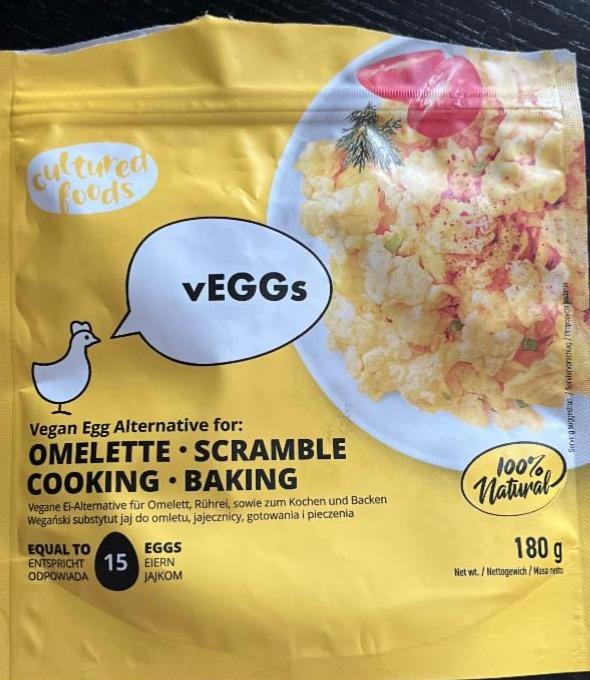 cultured
foods
vEGGs
Vegan Egg Alternative for:
OMELETTE • SCRAMBLE
COOKING • BAKING
Vegane Ei-Alternative für Omelett, Rührei, sowie zum Kochen und Backen
Wegański substytut jaj do omletu, jajecznicy, gotowania i pieczenia
EQUAL TO 15 EGGS
ENTSPRICHT EIERN
ODPOWIADA JAJKOM
100%
Natural
180 g
Net wt. / Nettogewich / Masa netto